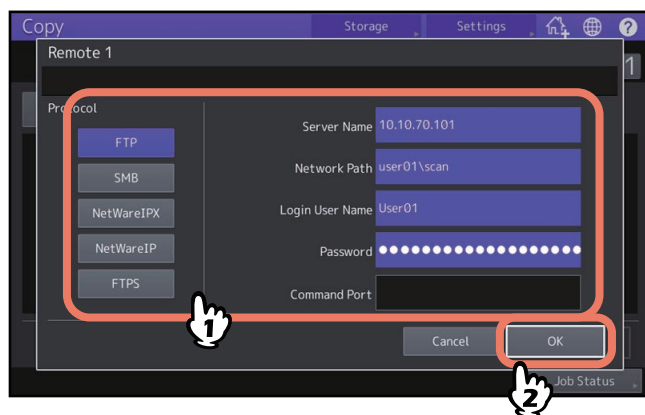 Copy
Storage
Settings
?
Remote 1
1
Protocol
FTP
SMB
NetWareIPX
NetWareIP
FTPS
Server Name 10.10.70.101
Network Path user01\scan
Login User Name User01
Password ●●●●●●●●●●●●●●●●●●●
Command Port
1
Cancel
OK
Job Status
2